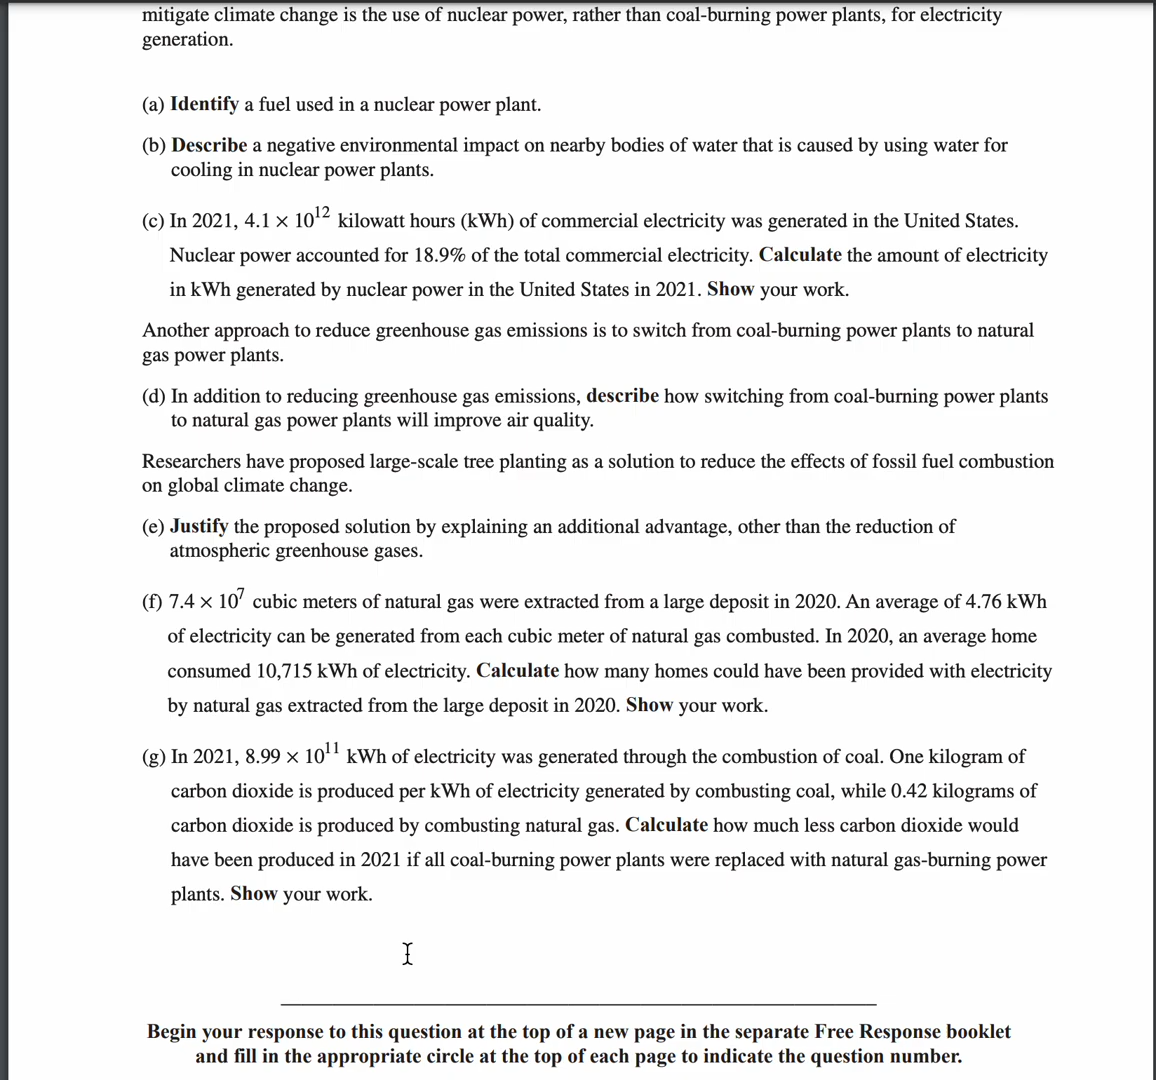 mitigate climate change is the use of nuclear power, rather than coal-burning power plants, for electricity
generation.
(a) Identify a fuel used in a nuclear power plant.
(b) Describe a negative environmental impact on nearby bodies of water that is caused by using water for
cooling in nuclear power plants.
(c) In 2021, 4.1 × 10¹² kilowatt hours (kWh) of commercial electricity was generated in the United States.
Nuclear power accounted for 18.9% of the total commercial electricity. Calculate the amount of electricity
in kWh generated by nuclear power in the United States in 2021. Show your work.
Another approach to reduce greenhouse gas emissions is to switch from coal-burning power plants to natural
gas power plants.
(d) In addition to reducing greenhouse gas emissions, describe how switching from coal-burning power plants
to natural gas power plants will improve air quality.
Researchers have proposed large-scale tree planting as a solution to reduce the effects of fossil fuel combustion
on global climate change.
(e) Justify the proposed solution by explaining an additional advantage, other than the reduction of
atmospheric greenhouse gases.
(f) 7.4 × 10⁷ cubic meters of natural gas were extracted from a large deposit in 2020. An average of 4.76 kWh
of electricity can be generated from each cubic meter of natural gas combusted. In 2020, an average home
consumed 10,715 kWh of electricity. Calculate how many homes could have been provided with electricity
by natural gas extracted from the large deposit in 2020. Show your work.
(g) In 2021, 8.99 × 10¹¹ kWh of electricity was generated through the combustion of coal. One kilogram of
carbon dioxide is produced per kWh of electricity generated by combusting coal, while 0.42 kilograms of
carbon dioxide is produced by combusting natural gas. Calculate how much less carbon dioxide would
have been produced in 2021 if all coal-burning power plants were replaced with natural gas-burning power
plants. Show your work.
Begin your response to this question at the top of a new page in the separate Free Response booklet
and fill in the appropriate circle at the top of each page to indicate the question number.